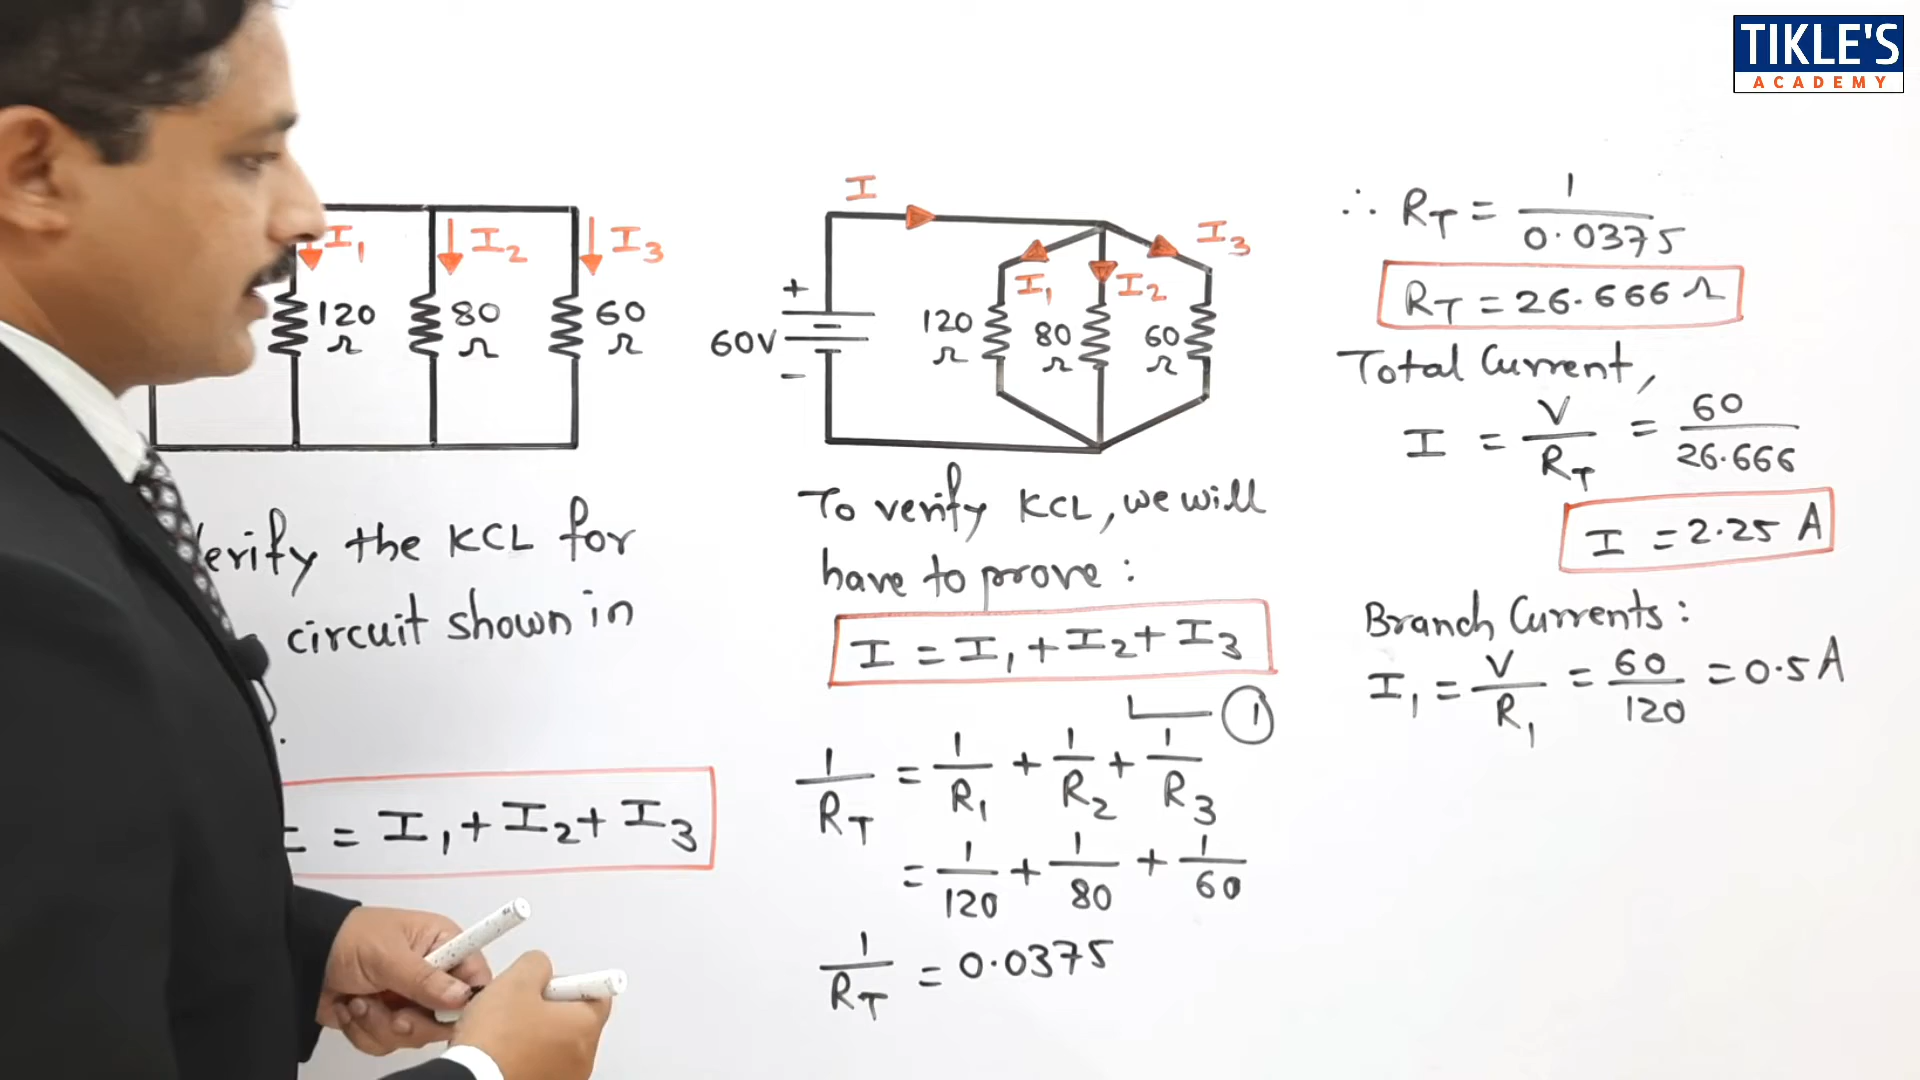 TIKLE'S
ACADEMY
I₁ I₂ I₃
120 Ω 80 Ω 60 Ω
the KCL for
circuit shown in
= I₁ + I₂ + I₃
I
I₁ I₂ I₃
+
60V
-
120 Ω 80 Ω 60 Ω
To verify KCL, we will
have to prove :
I = I₁ + I₂ + I₃
1
1/R_T = 1/R₁ + 1/R₂ + 1/R₃
= 1/120 + 1/80 + 1/60
1/R_T = 0.0375
∴ R_T = 1/0.0375
R_T = 26.666 Ω
Total Current,
I = V/R_T = 60/26.666
I = 2.25 A
Branch Currents :
I₁ = V/R₁ = 60/120 = 0.5 A